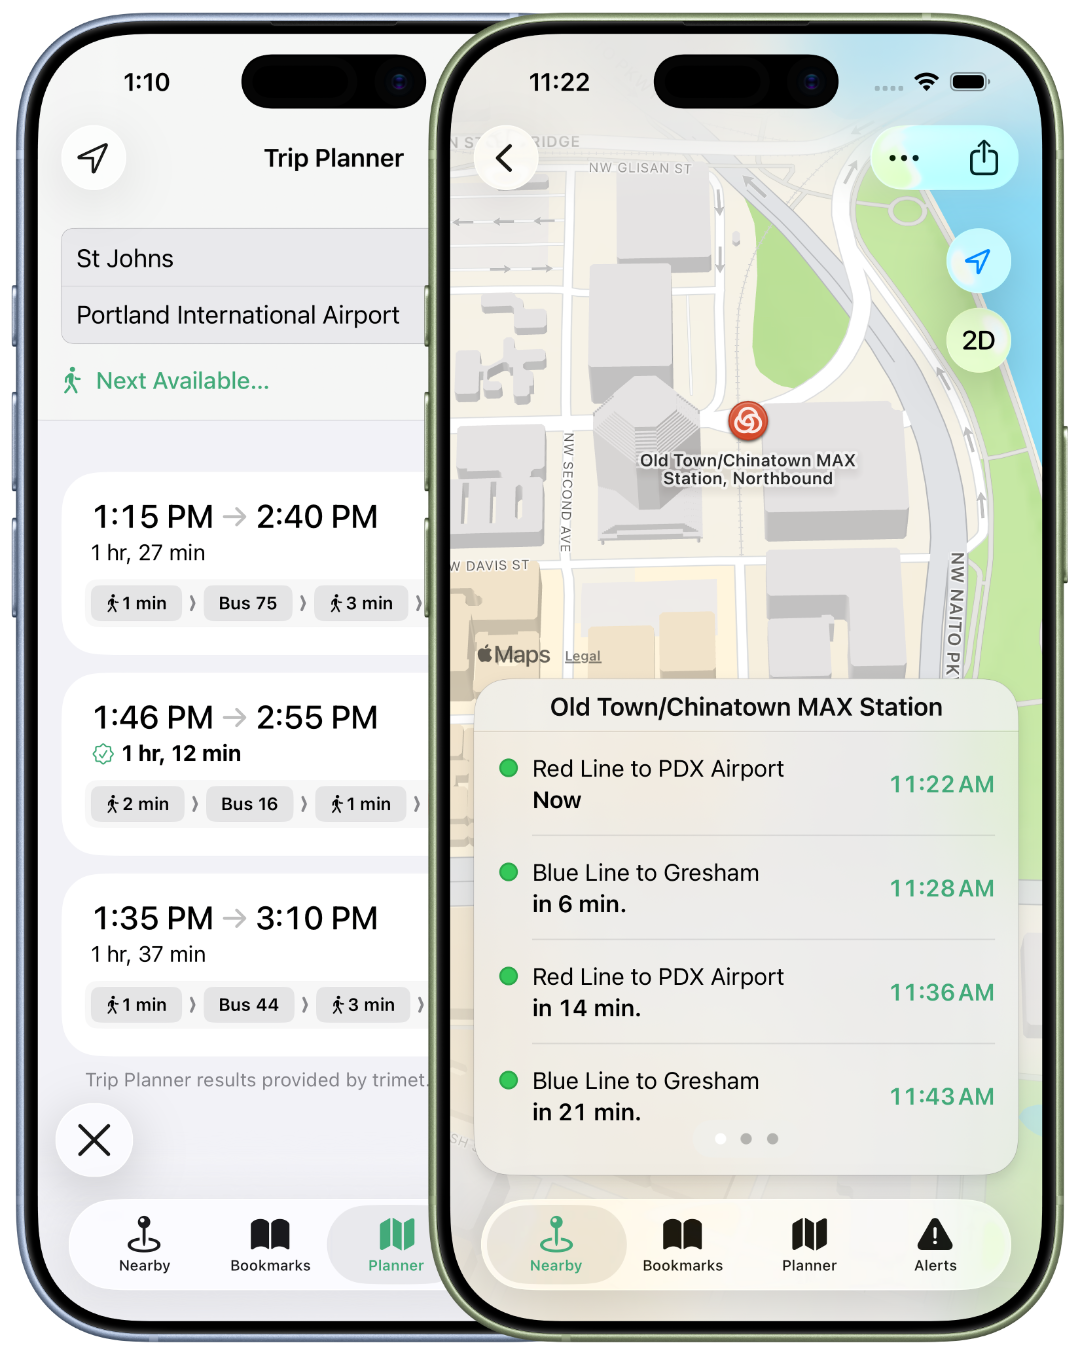 1:10
Trip Planner
St Johns
Portland International Airport
Next Available...
1:15 PM → 2:40 PM
1 hr, 27 min
1 min
Bus 75
3 min
1:46 PM → 2:55 PM
1 hr, 12 min
2 min
Bus 16
1 min
1:35 PM → 3:10 PM
1 hr, 37 min
1 min
Bus 44
3 min
Trip Planner results provided by trimet.
Nearby
Bookmarks
Planner
11:22
NW GLISAN ST
2D
Old Town/Chinatown MAX
Station, Northbound
NW SECOND AVE
W DAVIS ST
NW NAITO PK
Maps
Legal
Old Town/Chinatown MAX Station
Red Line to PDX Airport
Now
11:22 AM
Blue Line to Gresham
in 6 min.
11:28 AM
Red Line to PDX Airport
in 14 min.
11:36 AM
Blue Line to Gresham
in 21 min.
11:43 AM
Nearby
Bookmarks
Planner
Alerts